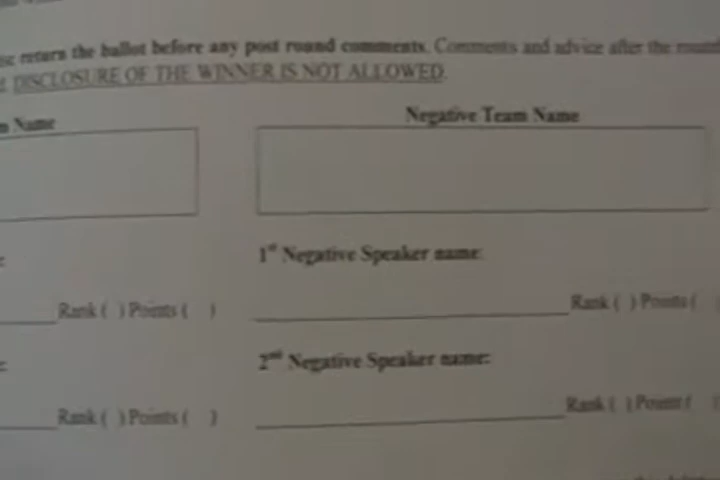 return the ballot before any post round comments. Comments and advice after the
DISCLOSURE OF THE WINNER IS NOT ALLOWED.
Name
Negative Team Name
1st Negative Speaker name:
Rank ( ) Points ( )
Rank ( ) Points (
2nd Negative Speaker name:
Rank ( ) Points ( )
Rank ( ) Points (